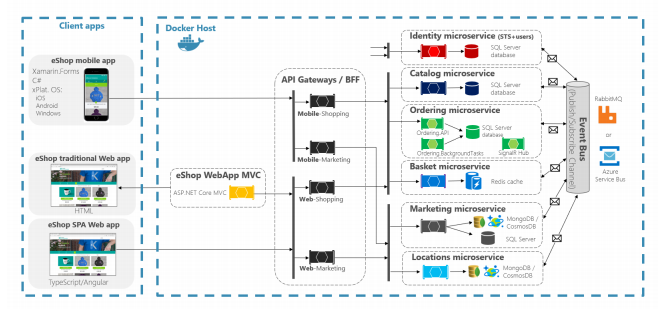 Client apps
eShop mobile app
Xamarin.Forms
C#
xPlat. OS:
iOS
Android
Windows
eShop traditional Web app
HTML
eShop SPA Web app
TypeScript/Angular
Docker Host
eShop WebApp MVC
ASP.NET Core MVC
API Gateways / BFF
Mobile-Shopping
Mobile-Marketing
Web-Shopping
Web-Marketing
Identity microservice (STS+users)
SQL Server
database
Catalog microservice
SQL Server
database
Ordering microservice
Ordering.API
SQL Server
database
Ordering.BackgroundTasks
SignalR Hub
Basket microservice
Redis cache
Marketing microservice
MongoDB /
CosmosDB
SQL Server
Locations microservice
MongoDB /
CosmosDB
Event Bus
(Publish/Subscribe Channel)
RabbitMQ
or
Azure
Service Bus